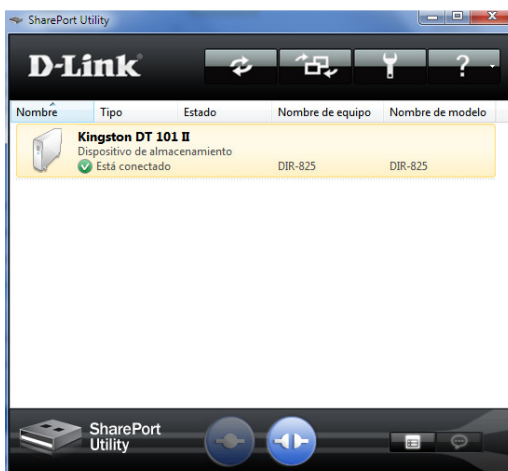 SharePort Utility
D-Link
?
Nombre Tipo Estado Nombre de equipo Nombre de modelo
Kingston DT 101 II
Dispositivo de almacenamiento
Está conectado DIR-825 DIR-825
SharePort
Utility